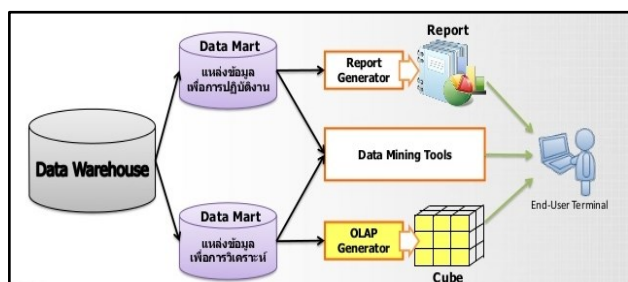 Data Warehouse
Data Mart
แหล่งข้อมูล
เพื่อการปฏิบัติงาน
Data Mart
แหล่งข้อมูล
เพื่อการวิเคราะห์
Report
Generator
Report
Data Mining Tools
OLAP
Generator
Cube
End-User Terminal